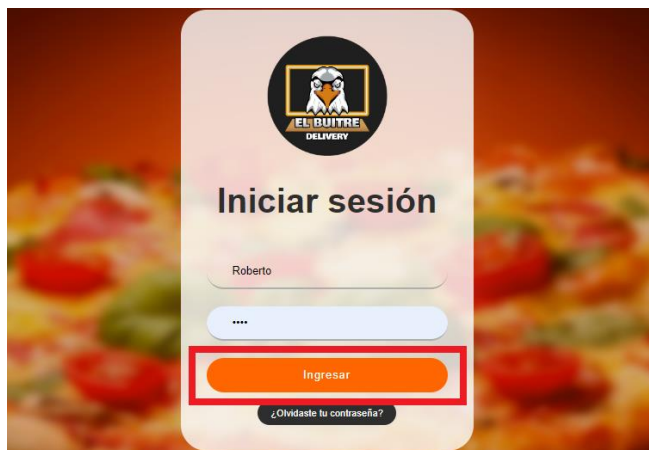 EL BUITRE
DELIVERY
Iniciar sesión
Roberto
••••
Ingresar
¿Olvidaste tu contraseña?